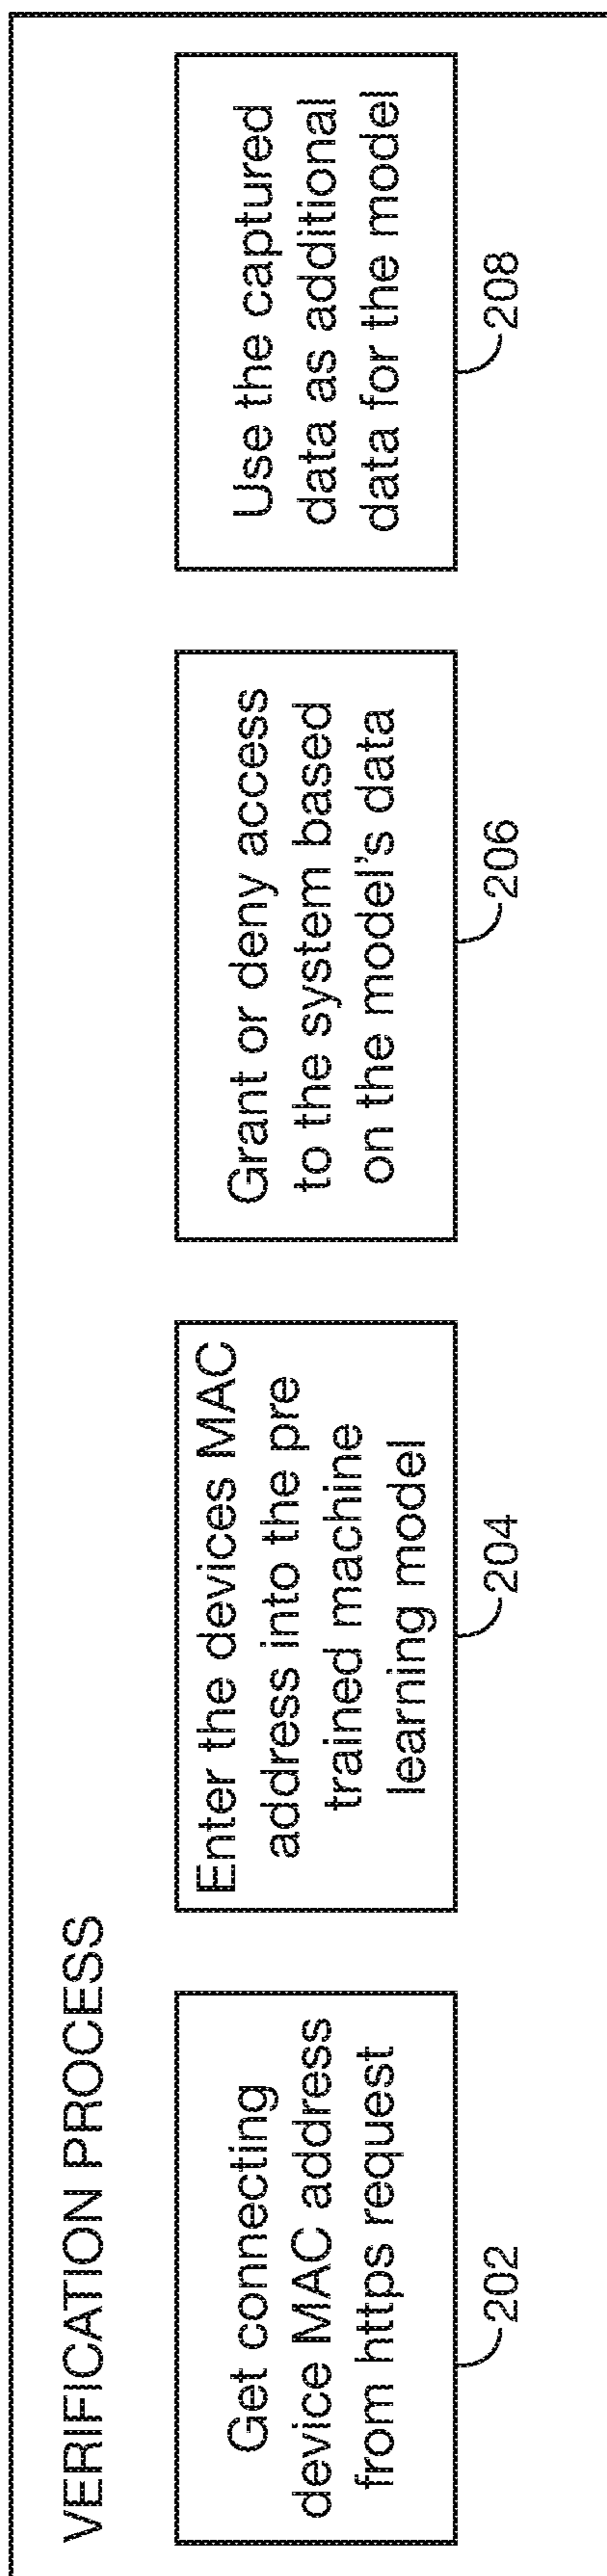 VERIFICATION PROCESS
Get connecting
device MAC address
from https request
202
Enter the devices MAC
address into the pre
trained machine
learning model
204
Grant or deny access
to the system based
on the model's data
206
Use the captured
data as additional
data for the model
208